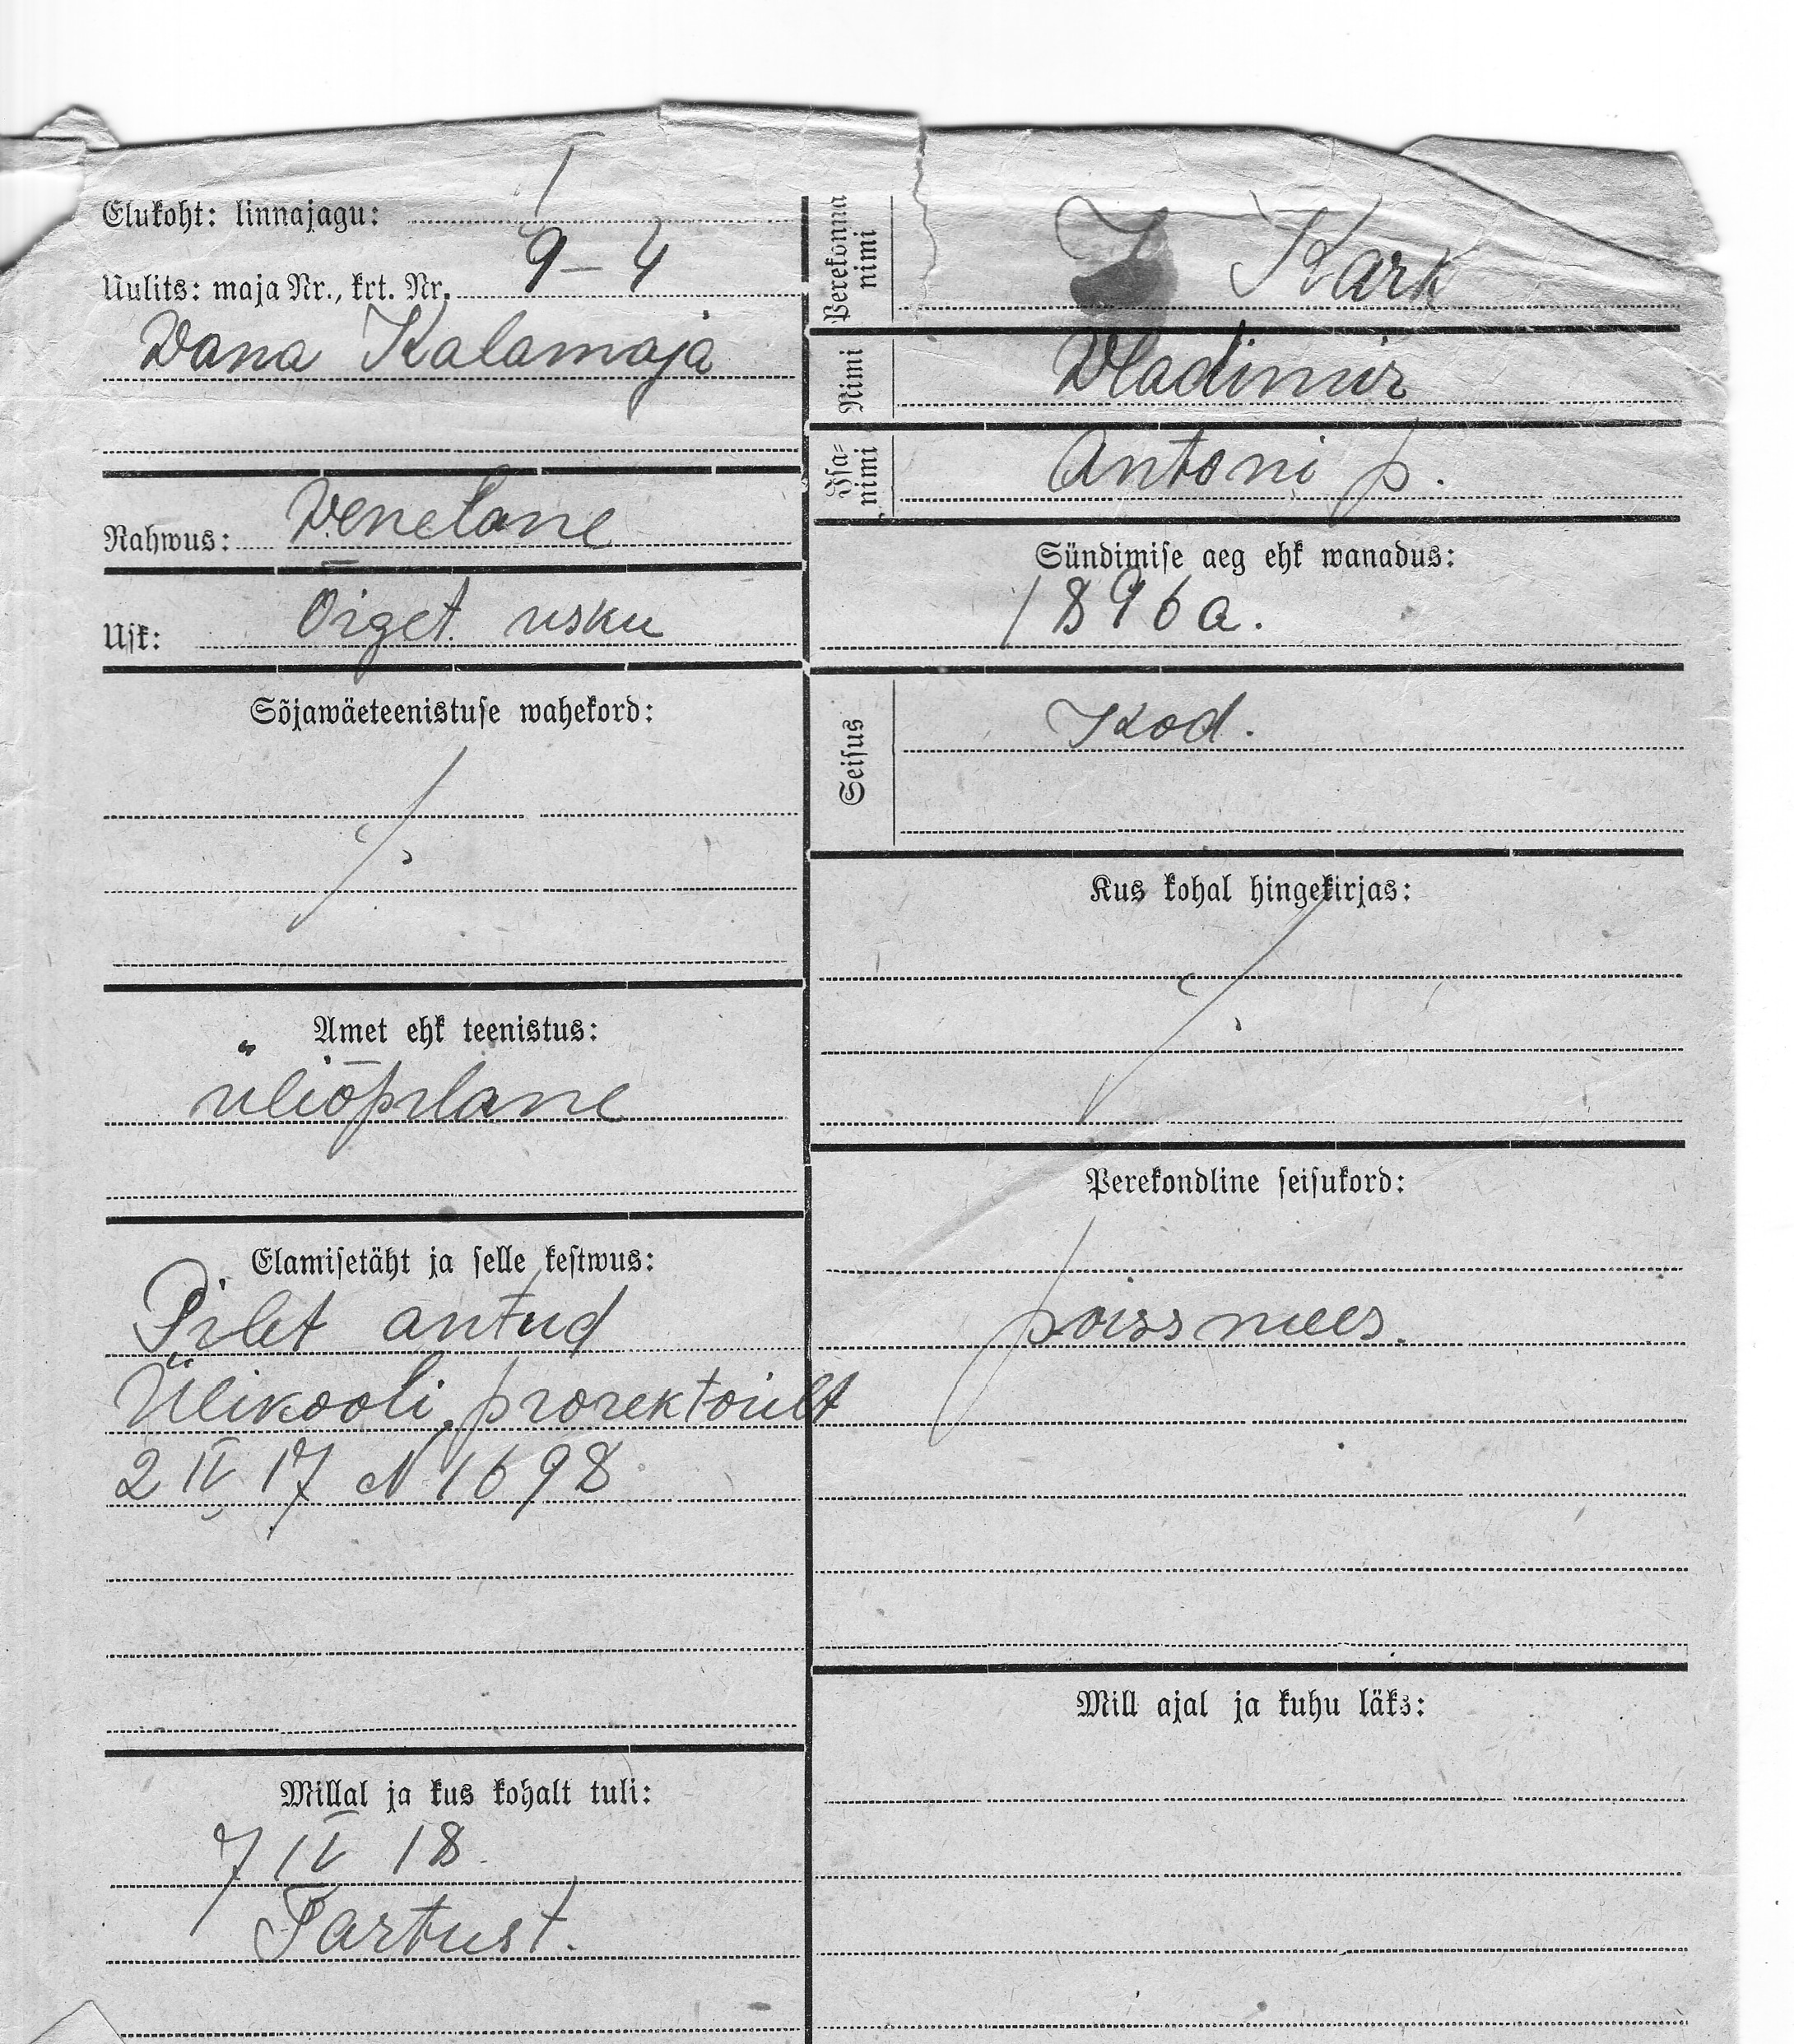 Elukoht: linnajagu: I
Uulits: maja Nr., krt. Nr. 9–4
Vana Kalamaja
Rahwus: Venelane
Usk: Õiget. usku
Sõjawäeteenistuse wahekord:
Amet ehk teenistus:
üliõpilane
Elamisetäht ja selle kestwus:
Pilet antud
Ülikooli prorektorilt
2 IV 17 N 1698
Millal ja kus kohalt tuli:
7 IV 18
Tartust.
Perekonna
nimi
Kark
Nimi
Vladimir
Isa-
nimi
Antoni p.
Sündimise aeg ehk wanadus:
1896 a.
Seisus
Kod.
Kus kohal hingekirjas:
Perekondline seisukord:
poissmees.
Mill ajal ja kuhu läks: